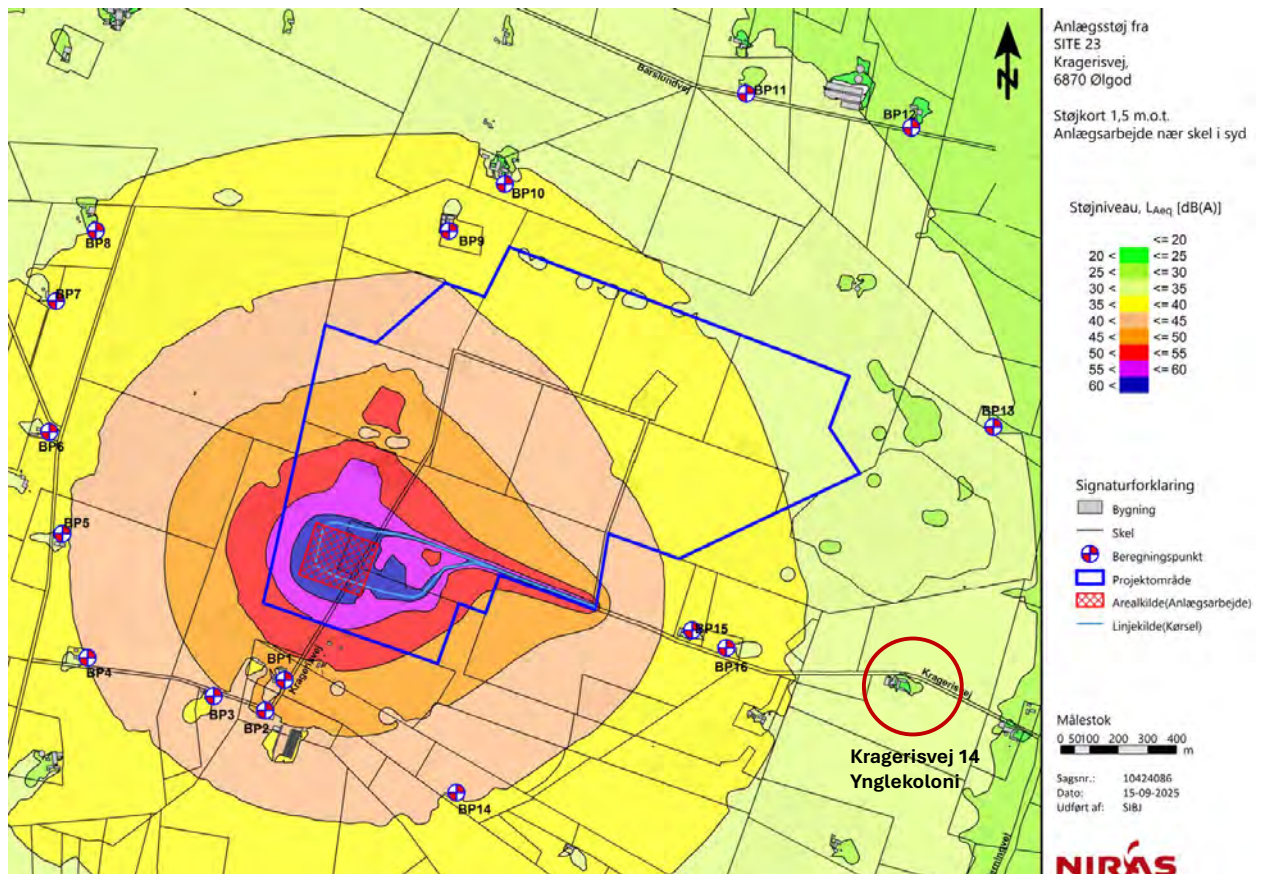 Anlægsstøj fra
SITE 23
Kragerisvej,
6870 Ølgod
Støjkort 1,5 m.o.t.
Anlægsarbejde nær skel i syd
Støjniveau, LAeq [dB(A)]
<= 20
20 < <= 25
25 < <= 30
30 < <= 35
35 < <= 40
40 < <= 45
45 < <= 50
50 < <= 55
55 < <= 60
60 <
Signaturforklaring
Bygning
Skel
Beregningspunkt
Projektområde
Arealkilde(Anlægsarbejde)
Linjekilde(Kørsel)
Målestok
0 50100 200 300 400
m
Sagsnr.: 10424086
Dato: 15-09-2025
Udført af: SIBJ
NIRÁS
N
Barslundvej
BP11
BP12
BP10
BP9
BP8
BP7
BP6
BP13
BP5
BP15
BP16
BP1
Kragerisvej
BP4
BP3
BP2
Kragerisvej
BP14
Kragerisvej 14
Ynglekoloni